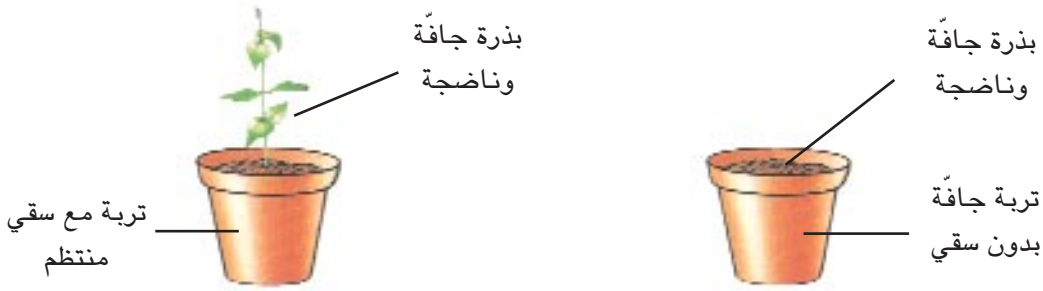 بذرة جافّة
وناضجة
تربة جافّة
بدون سقي
بذرة جافّة
وناضجة
تربة مع سقي
منتظم